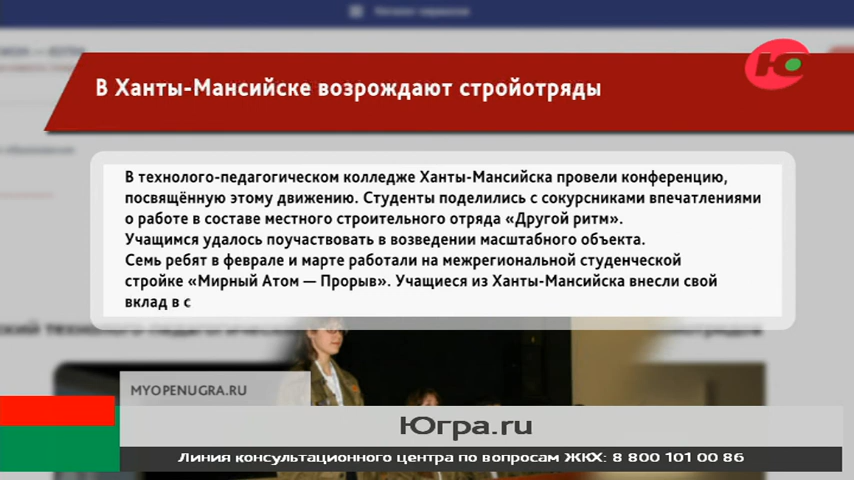 В Ханты-Мансийске возрождают стройотряды
Ю
В технолого-педагогическом колледже Ханты-Мансийска провели конференцию,
посвящённую этому движению. Студенты поделились с сокурсниками впечатлениями
о работе в составе местного строительного отряда «Другой ритм».
Учащимся удалось поучаствовать в возведении масштабного объекта.
Семь ребят в феврале и марте работали на межрегиональной студенческой
стройке «Мирный Атом — Прорыв». Учащиеся из Ханты-Мансийска внесли свой
вклад в с
MYOPENUGRA.RU
Югра.ru
Линия консультационного центра по вопросам ЖКХ: 8 800 101 00 86